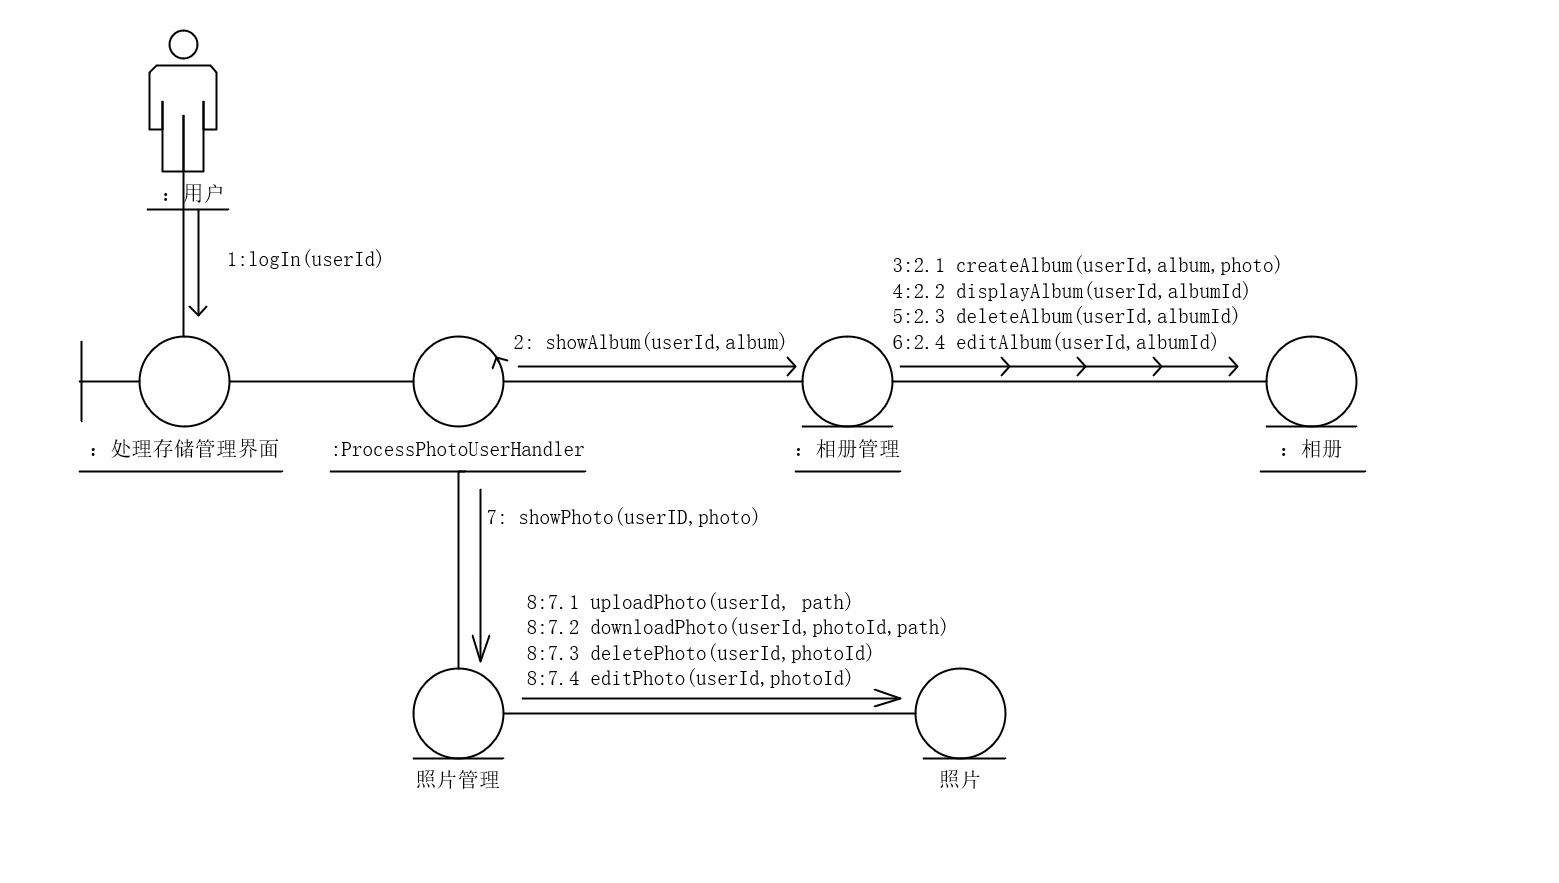 ：用户
1:logIn(userId)
3:2.1 createAlbum(userId,album,photo)
4:2.2 displayAlbum(userId,albumId)
5:2.3 deleteAlbum(userId,albumId)
6:2.4 editAlbum(userId,albumId)
2: showAlbum(userId,album)
：处理存储管理界面
:ProcessPhotoUserHandler
：相册管理
：相册
7: showPhoto(userID,photo)
8:7.1 uploadPhoto(userId, path)
8:7.2 downloadPhoto(userId,photoId,path)
8:7.3 deletePhoto(userId,photoId)
8:7.4 editPhoto(userId,photoId)
照片管理
照片